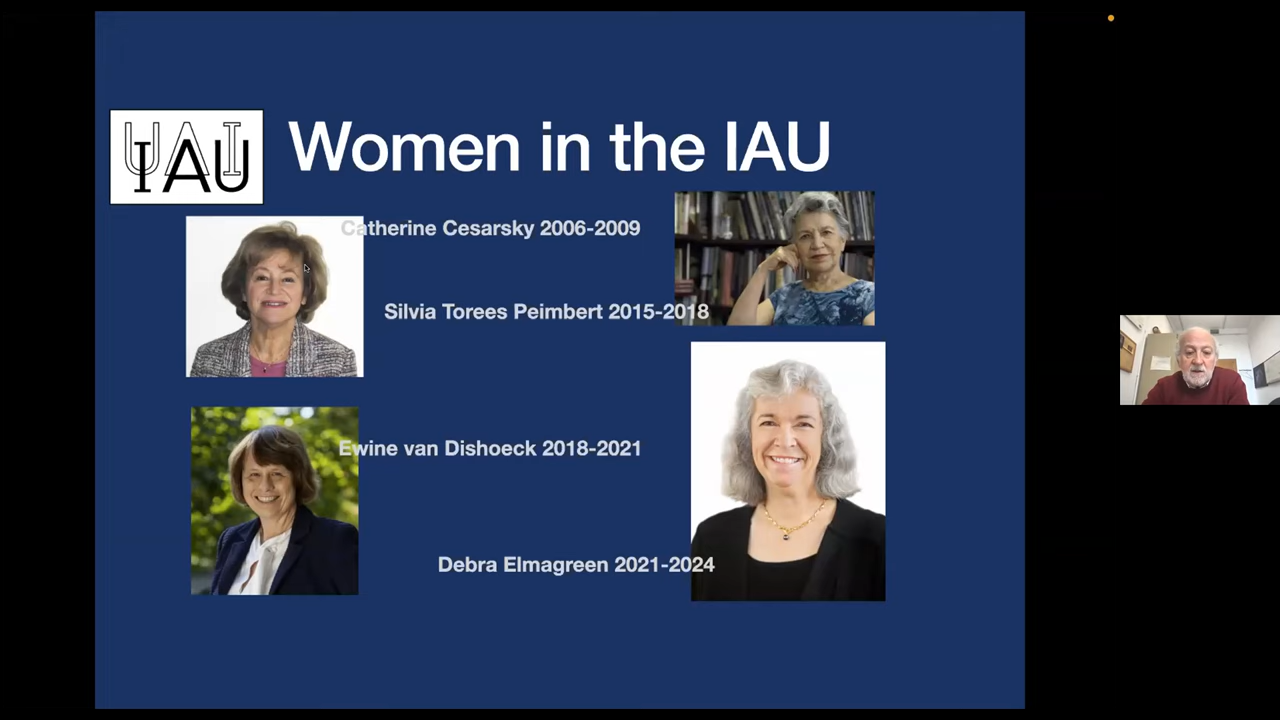 UAI
IAU
Women in the IAU
Catherine Cesarsky 2006-2009
Silvia Torees Peimbert 2015-2018
Ewine van Dishoeck 2018-2021
Debra Elmagreen 2021-2024